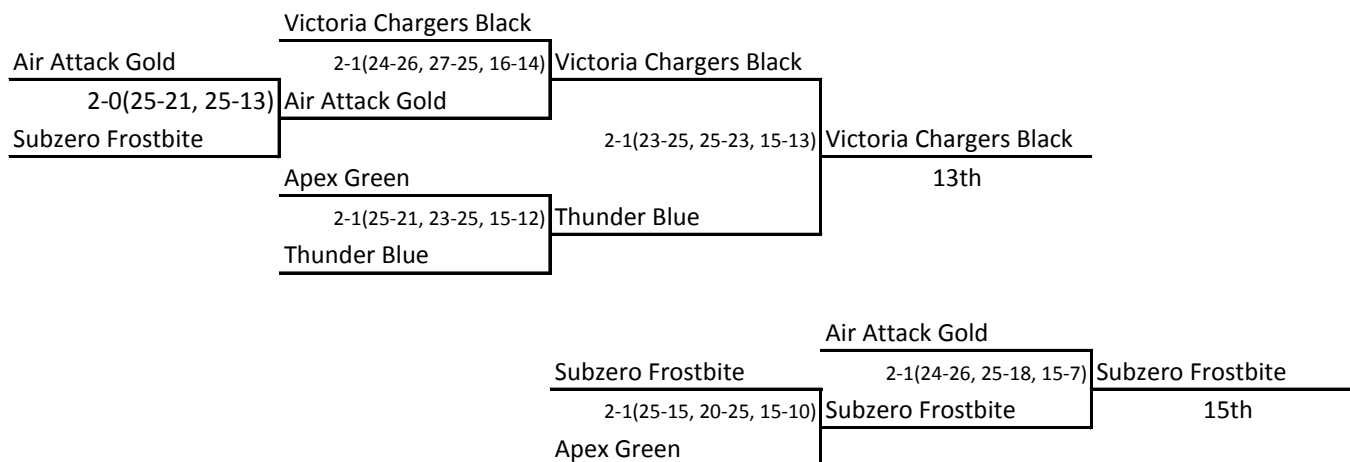 Victoria Chargers Black
Air Attack Gold
2-1(24-26, 27-25, 16-14)
Victoria Chargers Black
2-0(25-21, 25-13)
Air Attack Gold
Subzero Frostbite
2-1(23-25, 25-23, 15-13)
Victoria Chargers Black
Apex Green
13th
2-1(25-21, 23-25, 15-12)
Thunder Blue
Thunder Blue
Air Attack Gold
Subzero Frostbite
2-1(24-26, 25-18, 15-7)
Subzero Frostbite
2-1(25-15, 20-25, 15-10)
Subzero Frostbite
15th
Apex Green